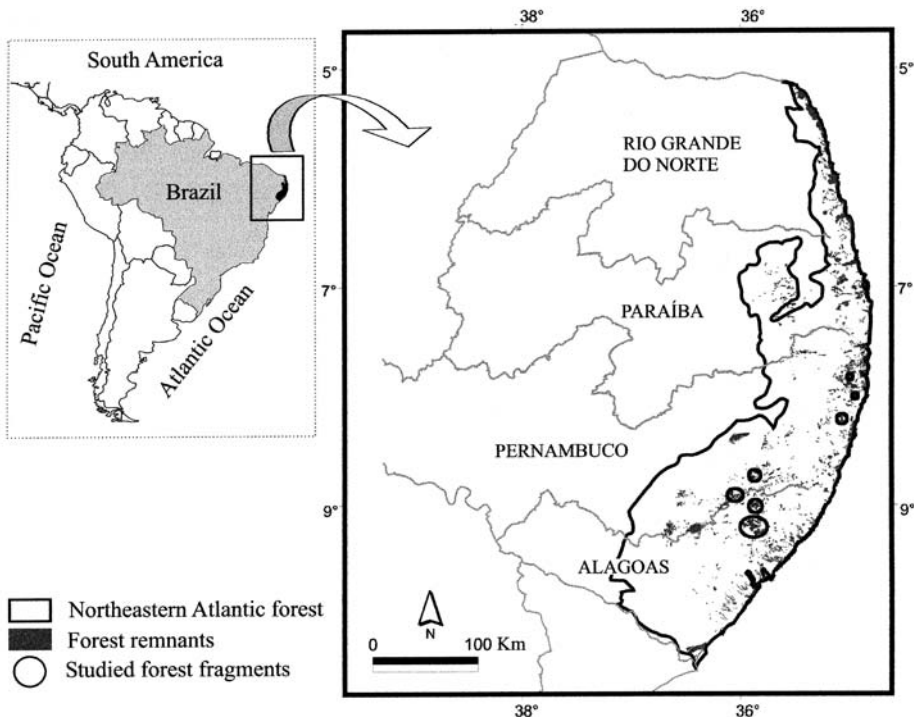 South America
Brazil
Pacific Ocean
Atlantic Ocean
38°
36°
5°
5°
RIO GRANDE
DO NORTE
7°
7°
PARAÍBA
PERNAMBUCO
9°
9°
ALAGOAS
N
0
100 Km
38°
36°
Northeastern Atlantic forest
Forest remnants
Studied forest fragments